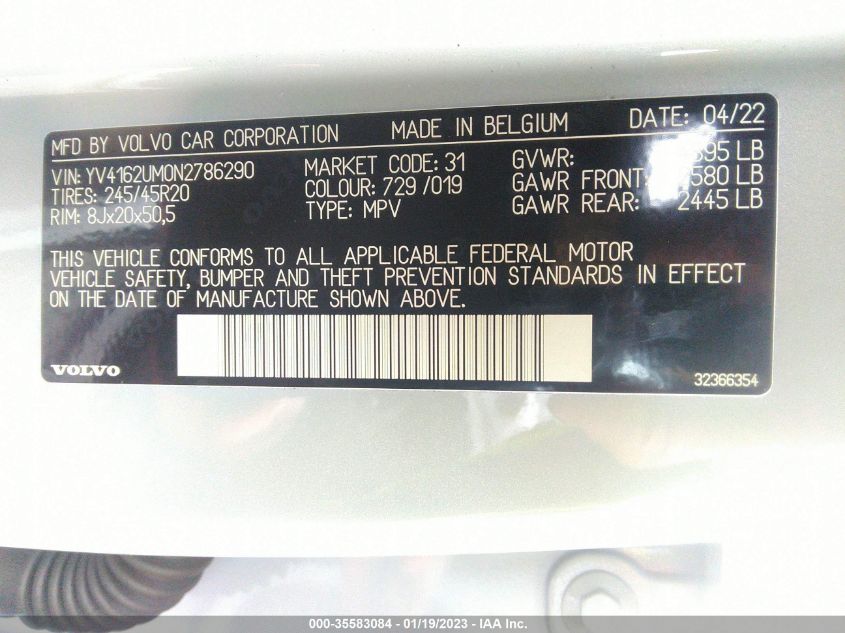 MFD BY VOLVO CAR CORPORATION MADE IN BELGIUM DATE: 04/22
VIN: YV4162UM0N2786290 MARKET CODE: 31 GVWR: 895 LB
TIRES: 245/45R20 COLOUR: 729 /019 GAWR FRONT: 580 LB
RIM: 8Jx20x50,5 TYPE: MPV GAWR REAR: 2445 LB
THIS VEHICLE CONFORMS TO ALL APPLICABLE FEDERAL MOTOR
VEHICLE SAFETY, BUMPER AND THEFT PREVENTION STANDARDS IN EFFECT
ON THE DATE OF MANUFACTURE SHOWN ABOVE.
VOLVO 32366354
000-35583084 - 01/19/2023 - IAA Inc.